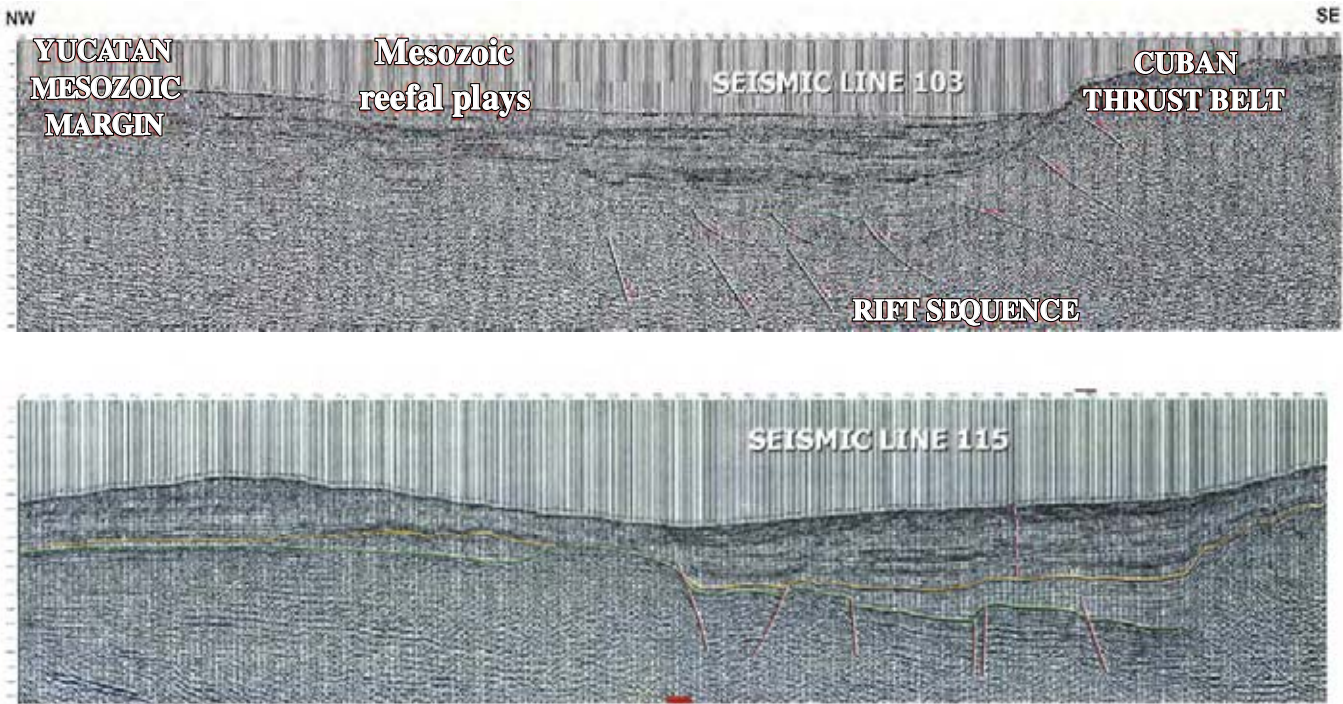 NW
SE
YUCATAN
MESOZOIC
MARGIN
Mesozoic
reefal plays
SEISMIC LINE 103
CUBAN
THRUST BELT
RIFT SEQUENCE
SEISMIC LINE 115